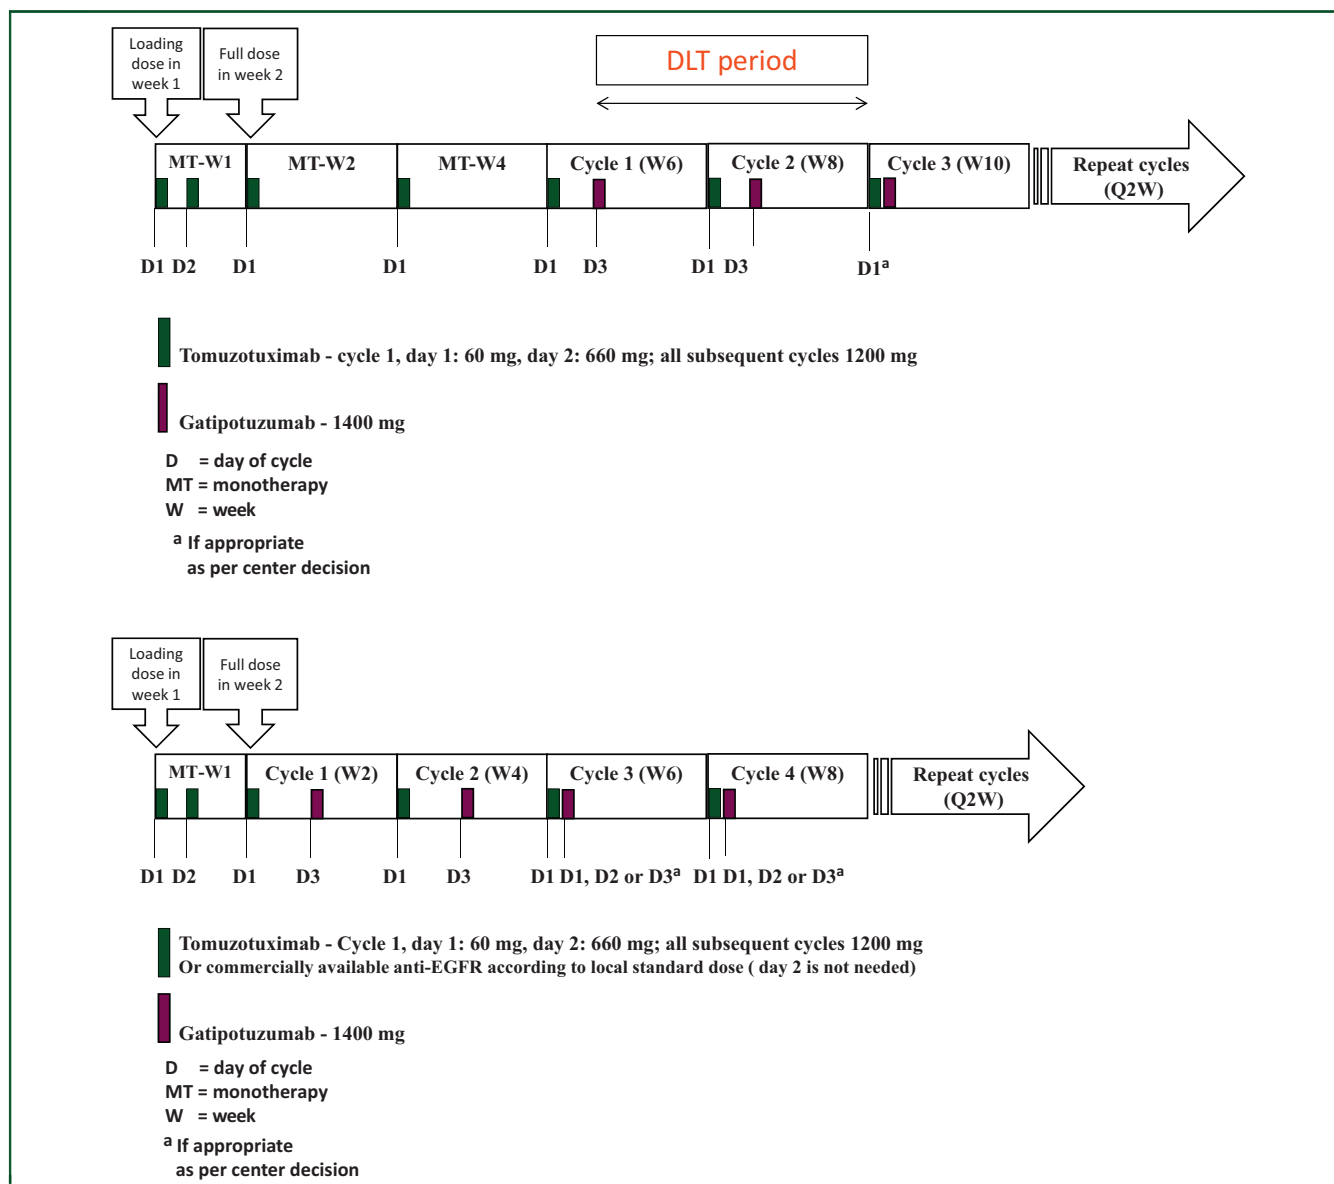 Loading
dose in
week 1
Full dose
in week 2
DLT period
MT-W1
MT-W2
MT-W4
Cycle 1 (W6)
Cycle 2 (W8)
Cycle 3 (W10)
Repeat cycles
(Q2W)
D1 D2 D1 D1 D1 D3 D1 D3 D1ᵃ
Tomuzotuximab - cycle 1, day 1: 60 mg, day 2: 660 mg; all subsequent cycles 1200 mg
Gatipotuzumab - 1400 mg
D = day of cycle
MT = monotherapy
W = week
ᵃ If appropriate
as per center decision
Loading
dose in
week 1
Full dose
in week 2
MT-W1
Cycle 1 (W2)
Cycle 2 (W4)
Cycle 3 (W6)
Cycle 4 (W8)
Repeat cycles
(Q2W)
D1 D2 D1 D3 D1 D3 D1 D1, D2 or D3ᵃ D1 D1, D2 or D3ᵃ
Tomuzotuximab - Cycle 1, day 1: 60 mg, day 2: 660 mg; all subsequent cycles 1200 mg
Or commercially available anti-EGFR according to local standard dose ( day 2 is not needed)
Gatipotuzumab - 1400 mg
D = day of cycle
MT = monotherapy
W = week
ᵃ If appropriate
as per center decision